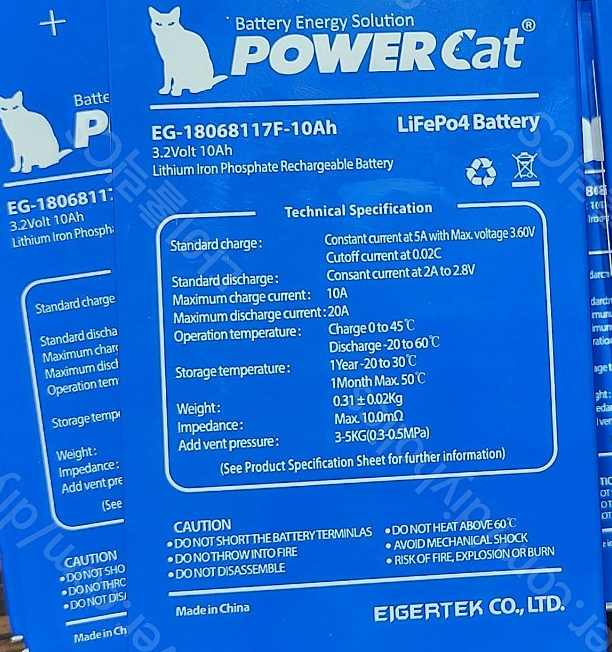 Battery Energy Solution
POWER Cat®
EG-18068117F-10Ah
LiFePo4 Battery
3.2Volt 10Ah
Lithium Iron Phosphate Rechargeable Battery
Technical Specification
Standard charge: Constant current at 5A with Max. voltage 3.60V
Cutoff current at 0.02C
Standard discharge: Consant current at 2A to 2.8V
Maximum charge current: 10A
Maximum discharge current: 20A
Operation temperature: Charge 0 to 45℃
Discharge -20 to 60℃
Storage temperature: 1Year -20 to 30℃
1Month Max. 50℃
Weight: 0.31 ± 0.02Kg
Impedance: Max. 10.0mΩ
Add vent pressure: 3-5KG(0.3-0.5MPa)
(See Product Specification Sheet for further information)
CAUTION
• DO NOT SHORT THE BATTERY TERMINLAS
• DO NO THROW INTO FIRE
• DO NOT DISASSEMBLE
• DO NOT HEAT ABOVE 60℃
• AVOID MECHANICAL SHOCK
• RISK OF FIRE, EXPLOSION OR BURN
Made in China
EIGERTEK CO., LTD.
Batte
P
EG-1806811
3.2Volt 10Ah
Lithium Iron Phosph
Standard charge
Standard discha
Maximum charg
Maximum disch
Operation tem
Storage tempe
Weight:
Impedance:
Add vent pre
(See
CAUTION
• DO NOT SHO
• DO NO THRO
• DO NOT DISA
Made in Ch